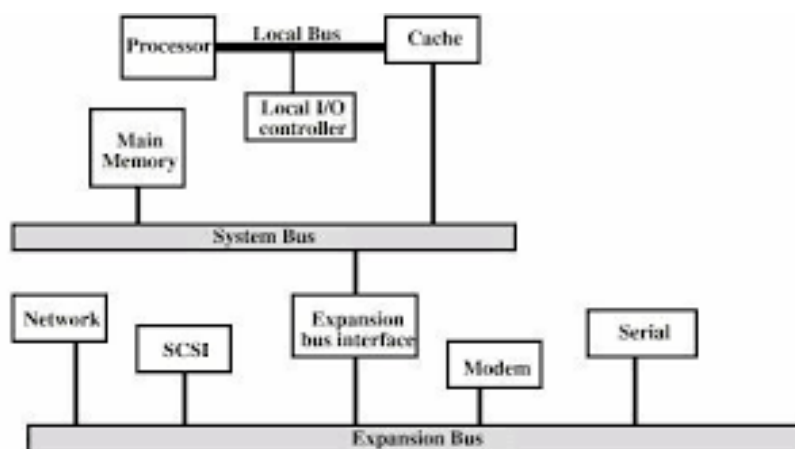 Local Bus
Processor
Cache
Local I/O
controller
Main
Memory
System Bus
Network
SCSI
Expansion
bus interface
Modem
Serial
Expansion Bus